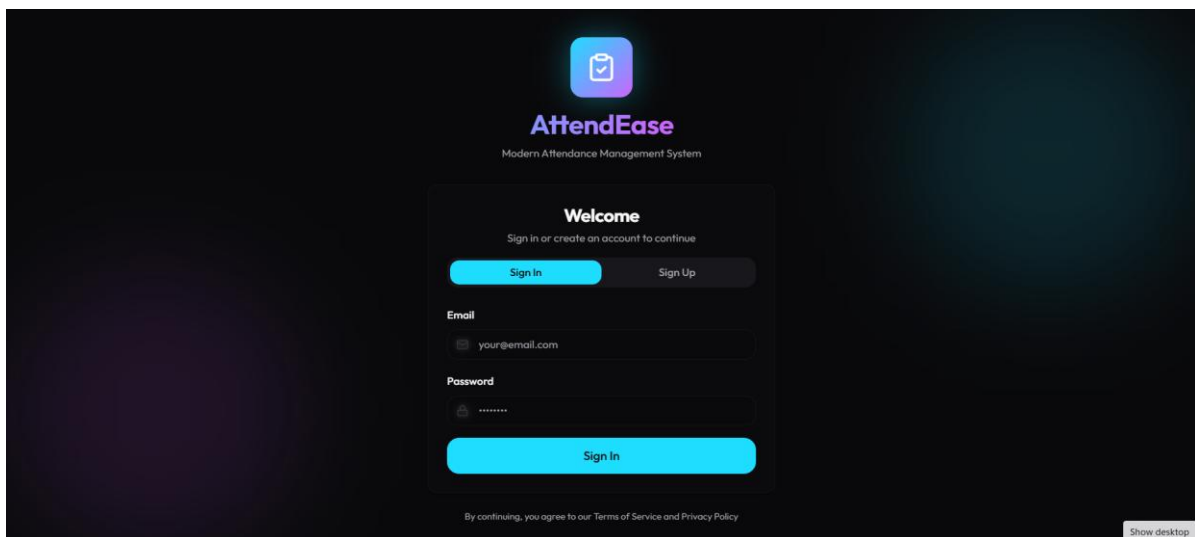 AttendEase
Modern Attendance Management System
Welcome
Sign in or create an account to continue
Sign In Sign Up
Email
your@email.com
Password
••••••••
Sign In
By continuing, you agree to our Terms of Service and Privacy Policy
Show desktop